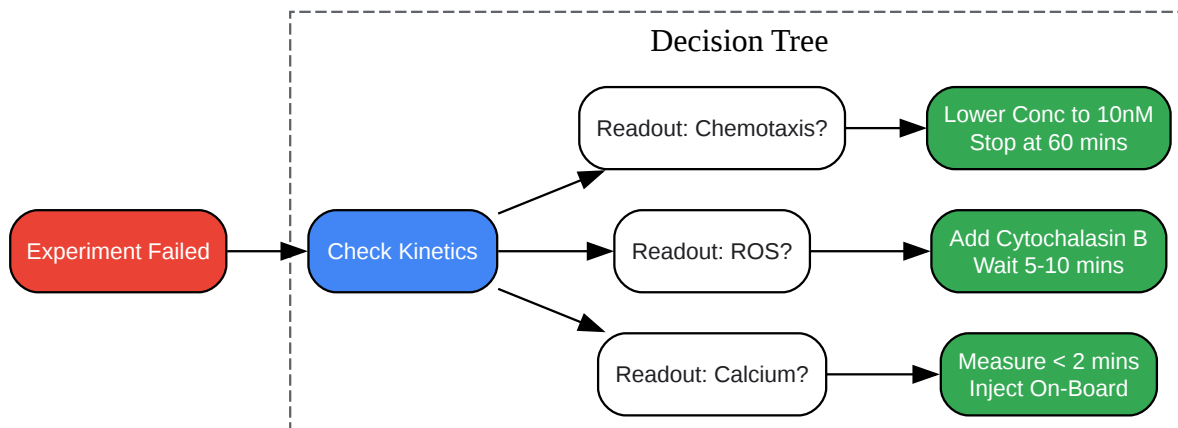 Decision Tree
Experiment Failed
Check Kinetics
Readout: Chemotaxis?
Lower Conc to 10nM
Stop at 60 mins
Readout: ROS?
Add Cytochalasin B
Wait 5-10 mins
Readout: Calcium?
Measure < 2 mins
Inject On-Board